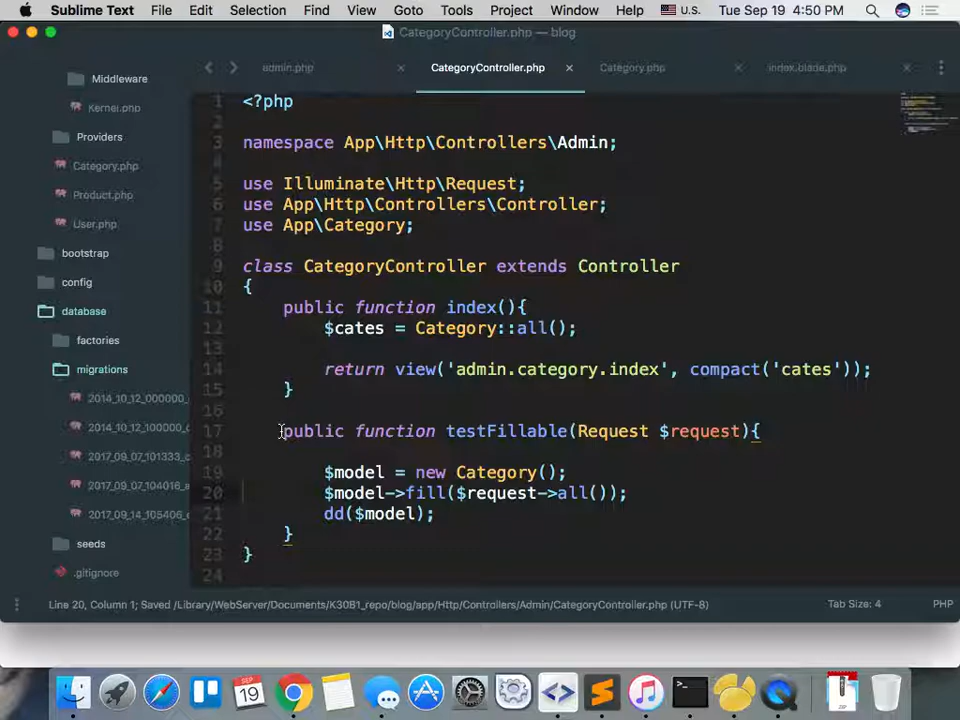 Sublime Text File Edit Selection Find View Goto Tools Project Window Help U.S. Tue Sep 19 4:50 PM
CategoryController.php — blog
admin.php CategoryController.php Category.php index.blade.php
Middleware
Kernel.php
Providers
Category.php
Product.php
User.php
bootstrap
config
database
factories
migrations
2014_10_12_000000_
2014_10_12_100000_
2017_09_07_101333_
2017_09_07_104016_
2017_09_14_105406_
seeds
.gitignore
1 <?php
2
3 namespace App\Http\Controllers\Admin;
4
5 use Illuminate\Http\Request;
6 use App\Http\Controllers\Controller;
7 use App\Category;
8
9 class CategoryController extends Controller
10 {
11 public function index(){
12 $cates = Category::all();
13
14 return view('admin.category.index', compact('cates'));
15 }
16
17 public function testFillable(Request $request){
18
19 $model = new Category();
20 $model->fill($request->all());
21 dd($model);
22 }
23 }
24
Line 20, Column 1; Saved /Library/WebServer/Documents/K30B1_repo/blog/app/Http/Controllers/Admin/CategoryController.php (UTF-8) Tab Size: 4 PHP
SEP
19